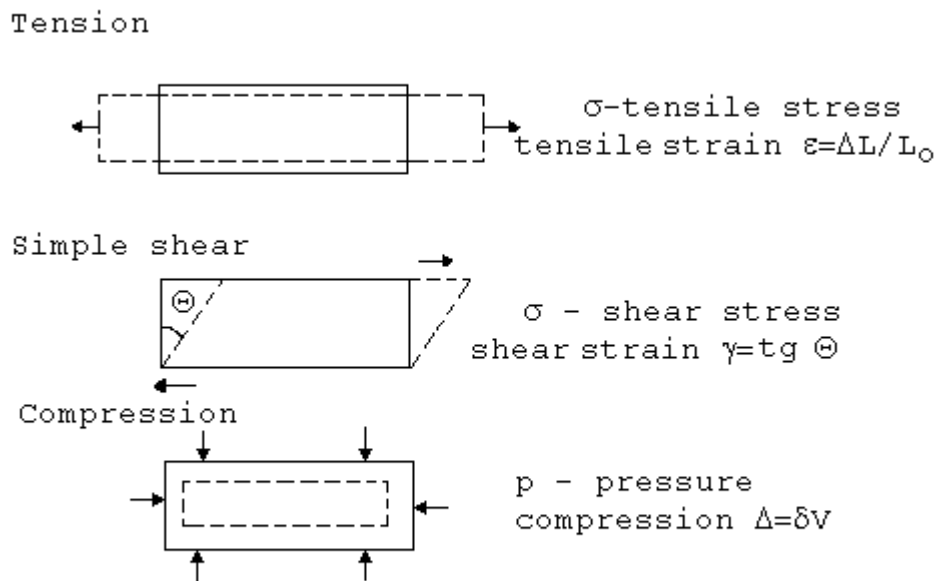 Tension
σ-tensile stress
tensile strain ε=ΔL/L₀
Simple shear
Θ
σ - shear stress
shear strain γ=tg Θ
Compression
p - pressure
compression Δ=δV